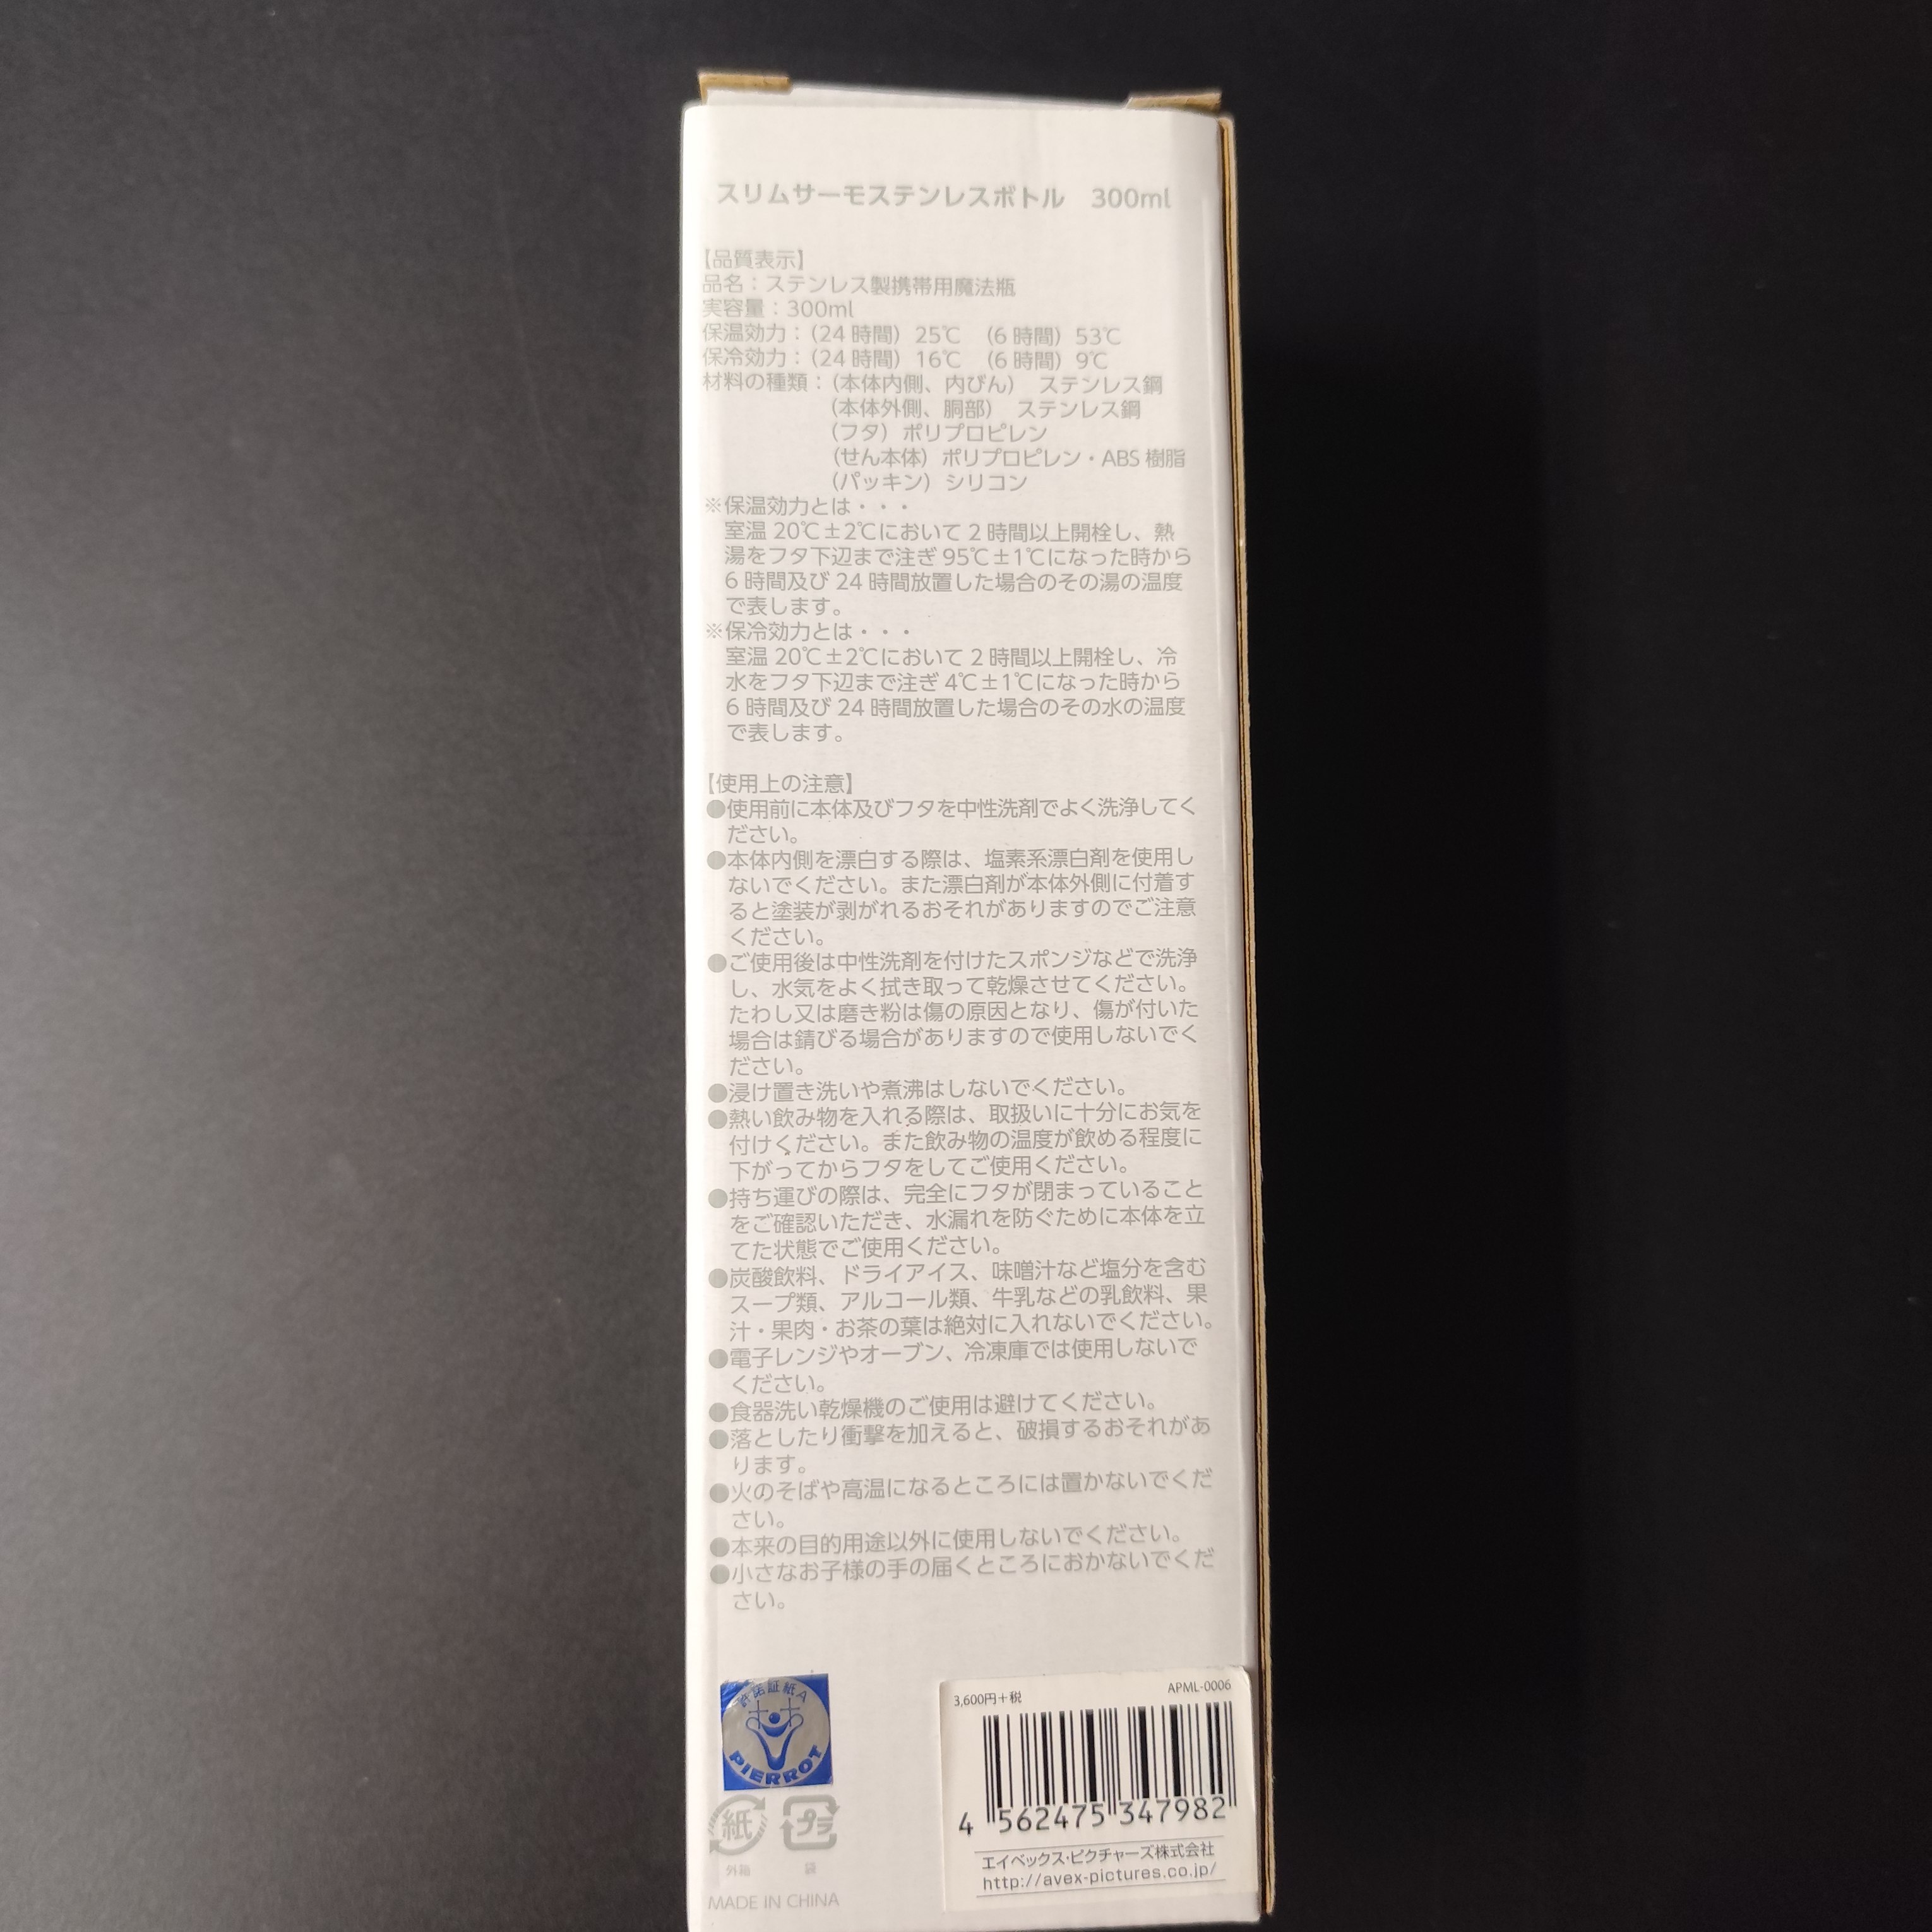 スリムサーモステンレスボトル　300ml
【品質表示】
品名：ステンレス製携帯用魔法瓶
実容量：300ml
保温効力：（24 時間）25℃　（6 時間）53℃
保冷効力：（24 時間）16℃　（6 時間）9℃
材料の種類：（本体内側、内びん）　ステンレス鋼
（本体外側、胴部）　ステンレス鋼
（フタ）ポリプロピレン
（せん本体）ポリプロピレン・ABS 樹脂
（パッキン）シリコン
※保温効力とは・・・
室温 20℃±2℃において 2 時間以上開栓し、熱
湯をフタ下辺まで注ぎ 95℃±1℃になった時から
6 時間及び 24 時間放置した場合のその湯の温度
で表します。
※保冷効力とは・・・
室温 20℃±2℃において 2 時間以上開栓し、冷
水をフタ下辺まで注ぎ 4℃±1℃になった時から
6 時間及び 24 時間放置した場合のその水の温度
で表します。
【使用上の注意】
●使用前に本体及びフタを中性洗剤でよく洗浄してく
ださい。
●本体内側を漂白する際は、塩素系漂白剤を使用し
ないでください。また漂白剤が本体外側に付着す
ると塗装が剥がれるおそれがありますのでご注意
ください。
●ご使用後は中性洗剤を付けたスポンジなどで洗浄
し、水気をよく拭き取って乾燥させてください。
たわし又は磨き粉は傷の原因となり、傷が付いた
場合は錆びる場合がありますので使用しないでく
ださい。
●浸け置き洗いや煮沸はしないでください。
●熱い飲み物を入れる際は、取扱いに十分にお気を
付けください。また飲み物の温度が飲める程度に
下がってからフタをしてご使用ください。
●持ち運びの際は、完全にフタが閉まっていること
をご確認いただき、水漏れを防ぐために本体を立
てた状態でご使用ください。
●炭酸飲料、ドライアイス、味噌汁など塩分を含む
スープ類、アルコール類、牛乳などの乳飲料、果
汁・果肉・お茶の葉は絶対に入れないでください。
●電子レンジやオーブン、冷凍庫では使用しないで
ください。
●食器洗い乾燥機のご使用は避けてください。
●落としたり衝撃を加えると、破損するおそれがあ
ります。
●火のそばや高温になるところには置かないでくだ
さい。
●本来の目的用途以外に使用しないでください。
●小さなお子様の手の届くところにおかないでくだ
さい。
許諾証紙A
PIERROT
紙
プラ
外箱
袋
MADE IN CHINA
3,600円＋税
APML-0006
4 562475 347982
エイベックス・ピクチャーズ株式会社
http://avex-pictures.co.jp/